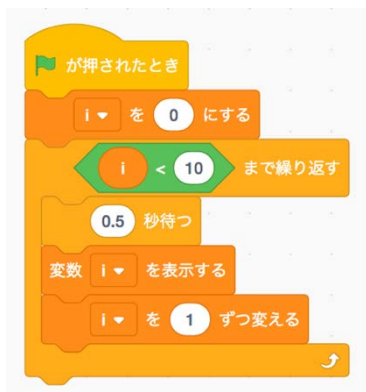 が押されたとき
i を 0 にする
i < 10 まで繰り返す
0.5 秒待つ
変数 i を表示する
i を 1 ずつ変える